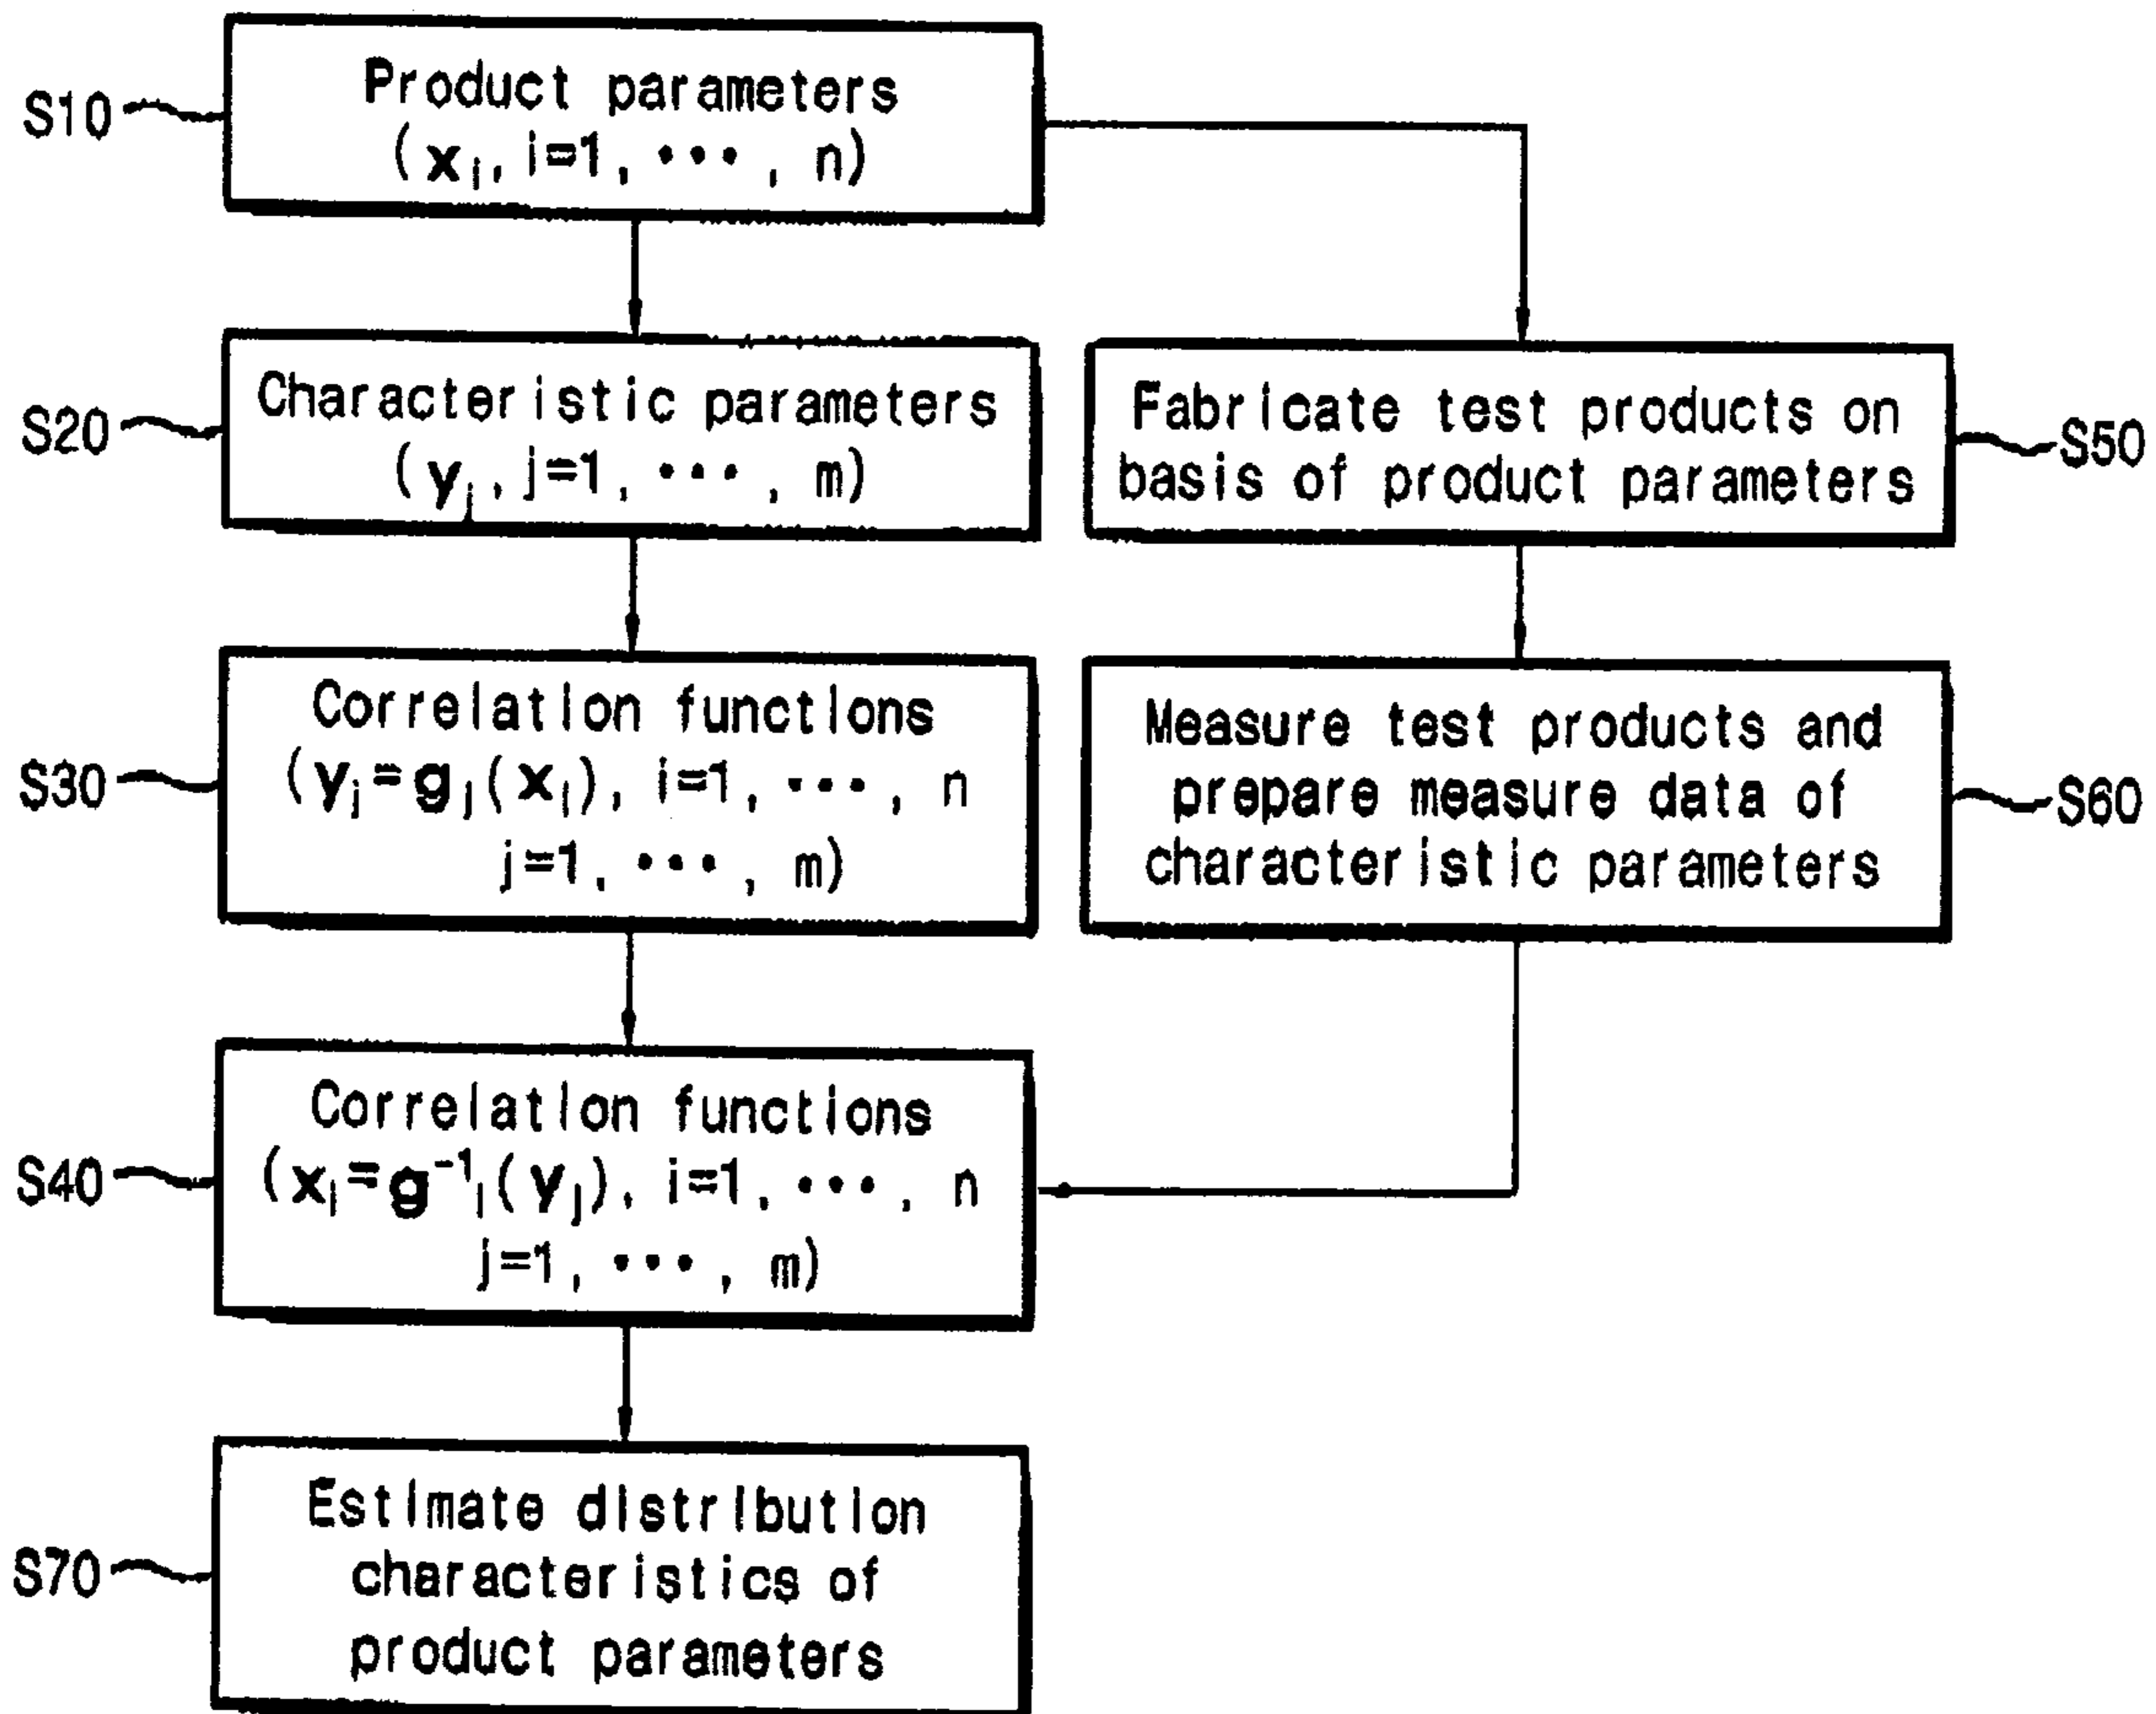 S10
Product parameters
(xi, i=1, ･･･, n)
S20
Characteristic parameters
(yj, j=1, ･･･, m)
Fabricate test products on
basis of product parameters
S50
S30
Correlation functions
(yj=gj(xi), i=1, ･･･, n
j=1, ･･･, m)
Measure test products and
prepare measure data of
characteristic parameters
S60
S40
Correlation functions
(xi=g⁻¹i(yj), i=1, ･･･, n
j=1, ･･･, m)
S70
Estimate distribution
characteristics of
product parameters